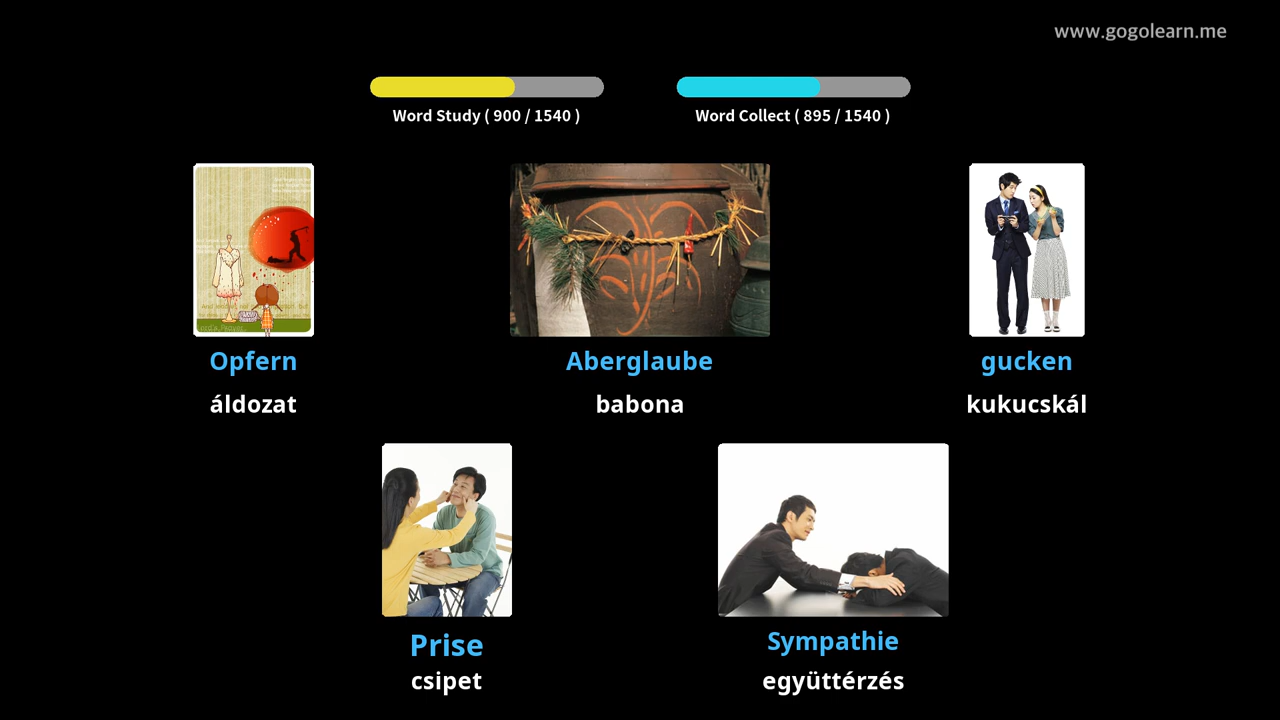 www.gogolearn.me
Word Study ( 900 / 1540 )
Word Collect ( 895 / 1540 )
Opfern
Aberglaube
gucken
áldozat
babona
kukucskál
Prise
Sympathie
csipet
együttérzés